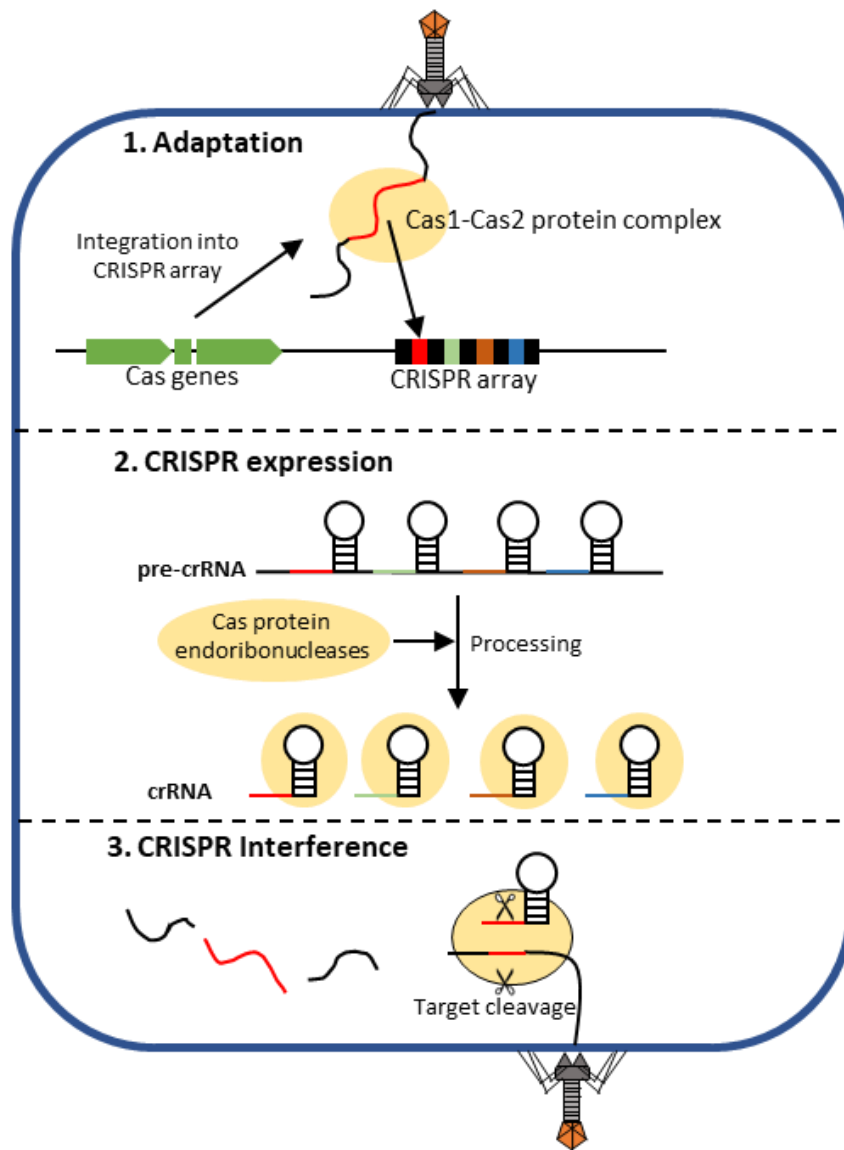 1. Adaptation
Cas1-Cas2 protein complex
Integration into
CRISPR array
Cas genes
CRISPR array
2. CRISPR expression
pre-crRNA
Cas protein
endoribonucleases
Processing
crRNA
3. CRISPR Interference
Target cleavage